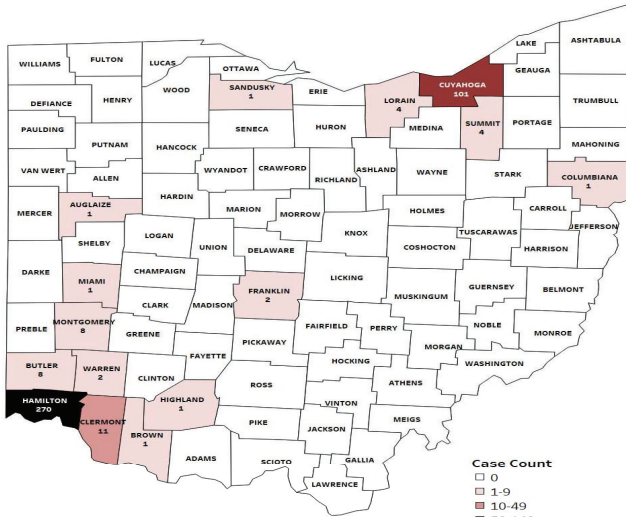 LAKE
ASHTABULA
WILLIAMS
FULTON
LUCAS
OTTAWA
GEAUGA
CUYAHOGA
101
SANDUSKY
1
ERIE
LORAIN
4
DEFIANCE
HENRY
WOOD
TRUMBULL
SUMMIT
4
PORTAGE
PAULDING
SENECA
HURON
MEDINA
PUTNAM
HANCOCK
MAHONING
VAN WERT
ALLEN
WYANDOT
CRAWFORD
RICHLAND
ASHLAND
WAYNE
STARK
COLUMBIANA
1
AUGLAIZE
1
HARDIN
MERCER
MARION
MORROW
HOLMES
CARROLL
JEFFERSON
LOGAN
UNION
KNOX
TUSCARAWAS
SHELBY
DELAWARE
COSHOCTON
HARRISON
DARKE
CHAMPAIGN
LICKING
MIAMI
1
FRANKLIN
2
GUERNSEY
BELMONT
CLARK
MADISON
MUSKINGUM
MONTGOMERY
8
PREBLE
GREENE
FAIRFIELD
PERRY
NOBLE
MONROE
PICKAWAY
MORGAN
FAYETTE
HOCKING
WASHINGTON
BUTLER
8
WARREN
2
CLINTON
ROSS
ATHENS
HAMILTON
270
HIGHLAND
1
VINTON
CLERMONT
11
BROWN
1
PIKE
JACKSON
MEIGS
ADAMS
SCIOTO
GALLIA
LAWRENCE
Case Count
0
1-9
10-49